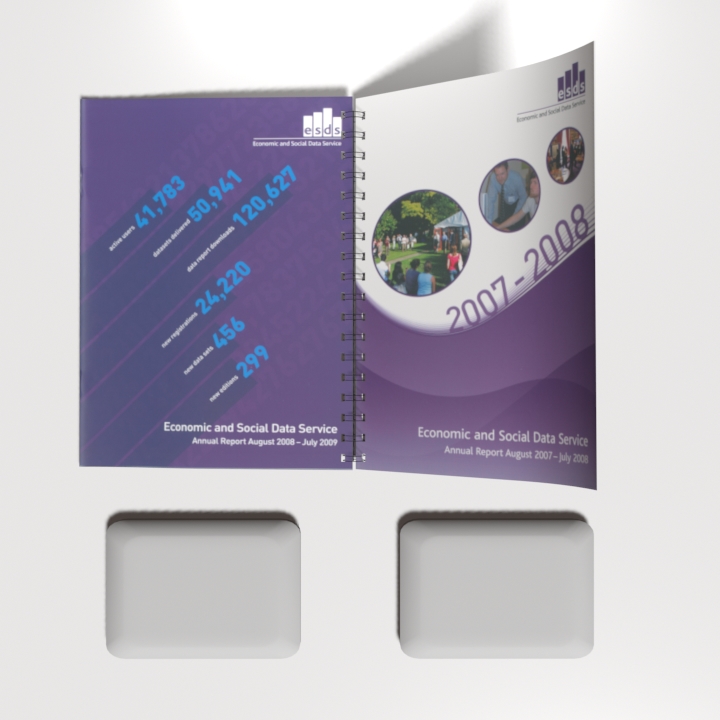 esds
Economic and Social Data Service
active users 41,783
datasets delivered 50,941
data report downloads 120,627
new registrations 24,220
new data sets 456
new editions 299
Economic and Social Data Service
Annual Report August 2008 – July 2009
esds
Economic and Social Data Service
2007-2008
Economic and Social Data Service
Annual Report August 2007 – July 2008